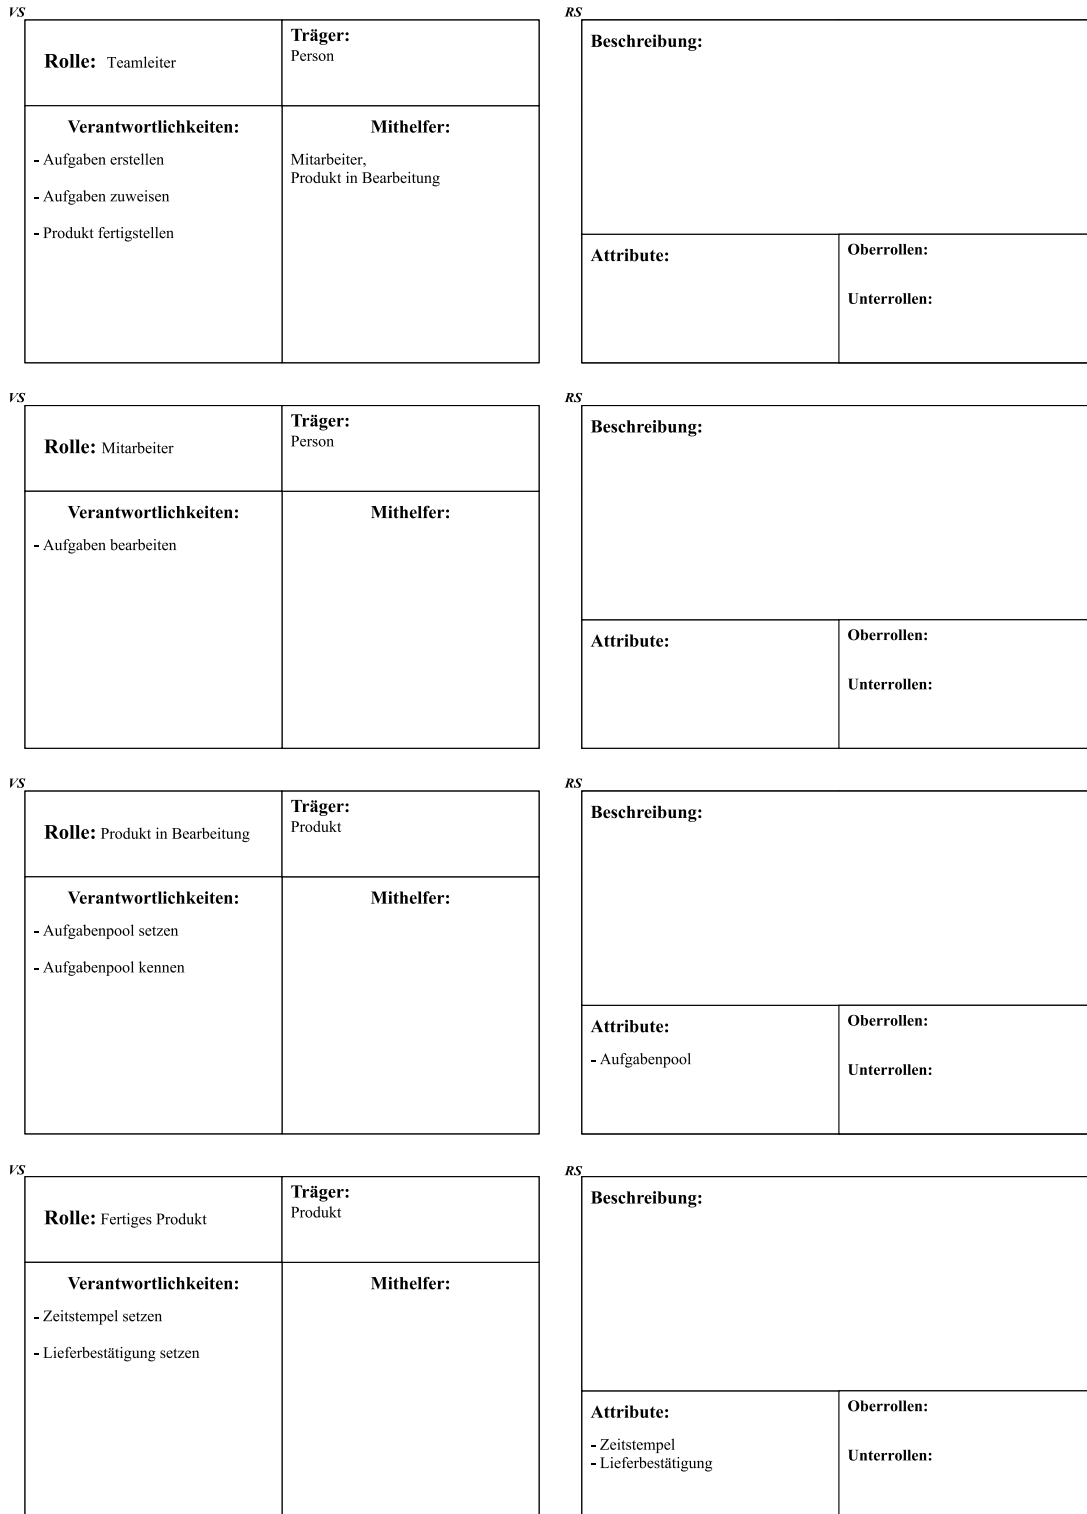 VS
Rolle: Teamleiter
Träger:
Person
Verantwortlichkeiten:
- Aufgaben erstellen
- Aufgaben zuweisen
- Produkt fertigstellen
Mithelfer:
Mitarbeiter,
Produkt in Bearbeitung
RS
Beschreibung:
Attribute:
Oberrollen:
Unterrollen:
VS
Rolle: Mitarbeiter
Träger:
Person
Verantwortlichkeiten:
- Aufgaben bearbeiten
Mithelfer:
RS
Beschreibung:
Attribute:
Oberrollen:
Unterrollen:
VS
Rolle: Produkt in Bearbeitung
Träger:
Produkt
Verantwortlichkeiten:
- Aufgabenpool setzen
- Aufgabenpool kennen
Mithelfer:
RS
Beschreibung:
Attribute:
- Aufgabenpool
Oberrollen:
Unterrollen:
VS
Rolle: Fertiges Produkt
Träger:
Produkt
Verantwortlichkeiten:
- Zeitstempel setzen
- Lieferbestätigung setzen
Mithelfer:
RS
Beschreibung:
Attribute:
- Zeitstempel
- Lieferbestätigung
Oberrollen:
Unterrollen: